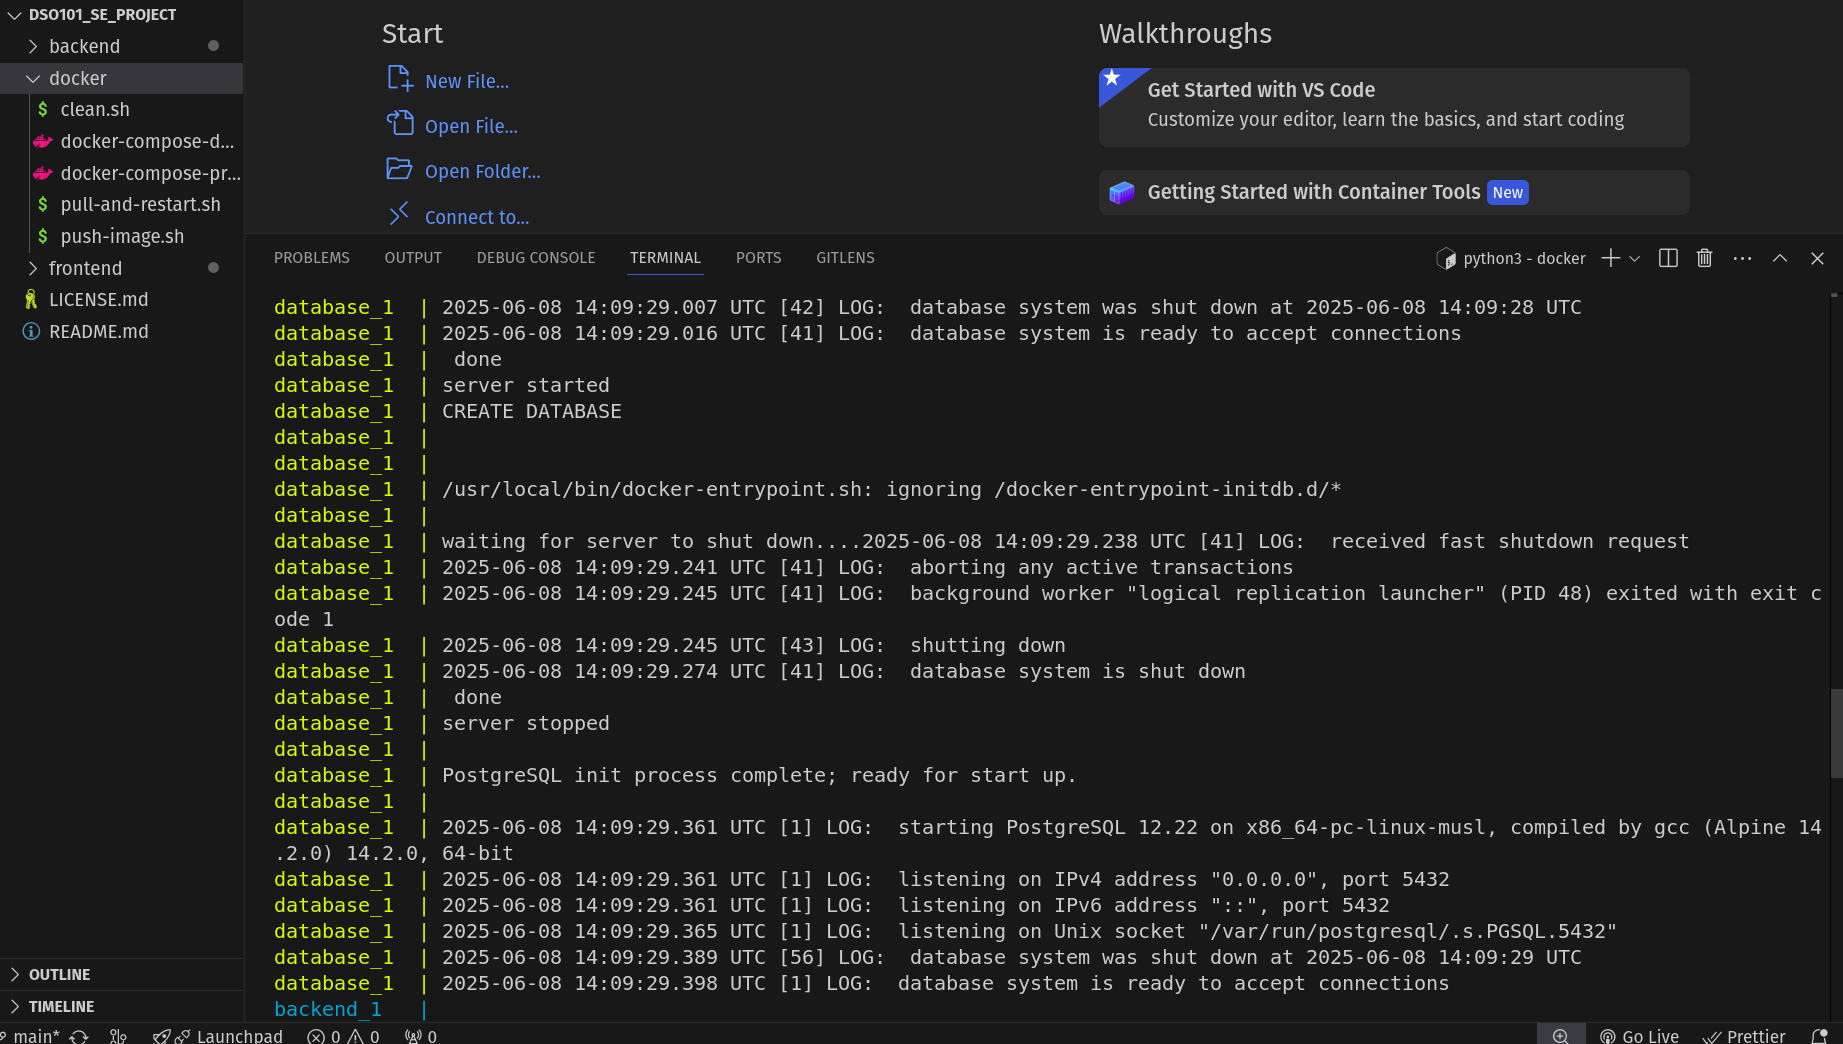 DSO101_SE_PROJECT
backend
docker
clean.sh
docker-compose-d...
docker-compose-pr...
pull-and-restart.sh
push-image.sh
frontend
LICENSE.md
README.md
OUTLINE
TIMELINE
Start
New File...
Open File...
Open Folder...
Connect to...
Walkthroughs
Get Started with VS Code
Customize your editor, learn the basics, and start coding
Getting Started with Container Tools New
PROBLEMS OUTPUT DEBUG CONSOLE TERMINAL PORTS GITLENS python3 - docker
database_1 | 2025-06-08 14:09:29.007 UTC [42] LOG: database system was shut down at 2025-06-08 14:09:28 UTC
database_1 | 2025-06-08 14:09:29.016 UTC [41] LOG: database system is ready to accept connections
database_1 | done
database_1 | server started
database_1 | CREATE DATABASE
database_1 |
database_1 |
database_1 | /usr/local/bin/docker-entrypoint.sh: ignoring /docker-entrypoint-initdb.d/*
database_1 |
database_1 | waiting for server to shut down....2025-06-08 14:09:29.238 UTC [41] LOG: received fast shutdown request
database_1 | 2025-06-08 14:09:29.241 UTC [41] LOG: aborting any active transactions
database_1 | 2025-06-08 14:09:29.245 UTC [41] LOG: background worker "logical replication launcher" (PID 48) exited with exit c
ode 1
database_1 | 2025-06-08 14:09:29.245 UTC [43] LOG: shutting down
database_1 | 2025-06-08 14:09:29.274 UTC [41] LOG: database system is shut down
database_1 | done
database_1 | server stopped
database_1 |
database_1 | PostgreSQL init process complete; ready for start up.
database_1 |
database_1 | 2025-06-08 14:09:29.361 UTC [1] LOG: starting PostgreSQL 12.22 on x86_64-pc-linux-musl, compiled by gcc (Alpine 14
.2.0) 14.2.0, 64-bit
database_1 | 2025-06-08 14:09:29.361 UTC [1] LOG: listening on IPv4 address "0.0.0.0", port 5432
database_1 | 2025-06-08 14:09:29.361 UTC [1] LOG: listening on IPv6 address "::", port 5432
database_1 | 2025-06-08 14:09:29.365 UTC [1] LOG: listening on Unix socket "/var/run/postgresql/.s.PGSQL.5432"
database_1 | 2025-06-08 14:09:29.389 UTC [56] LOG: database system was shut down at 2025-06-08 14:09:29 UTC
database_1 | 2025-06-08 14:09:29.398 UTC [1] LOG: database system is ready to accept connections
backend_1 |
main* Launchpad 0 0 0 Go Live Prettier